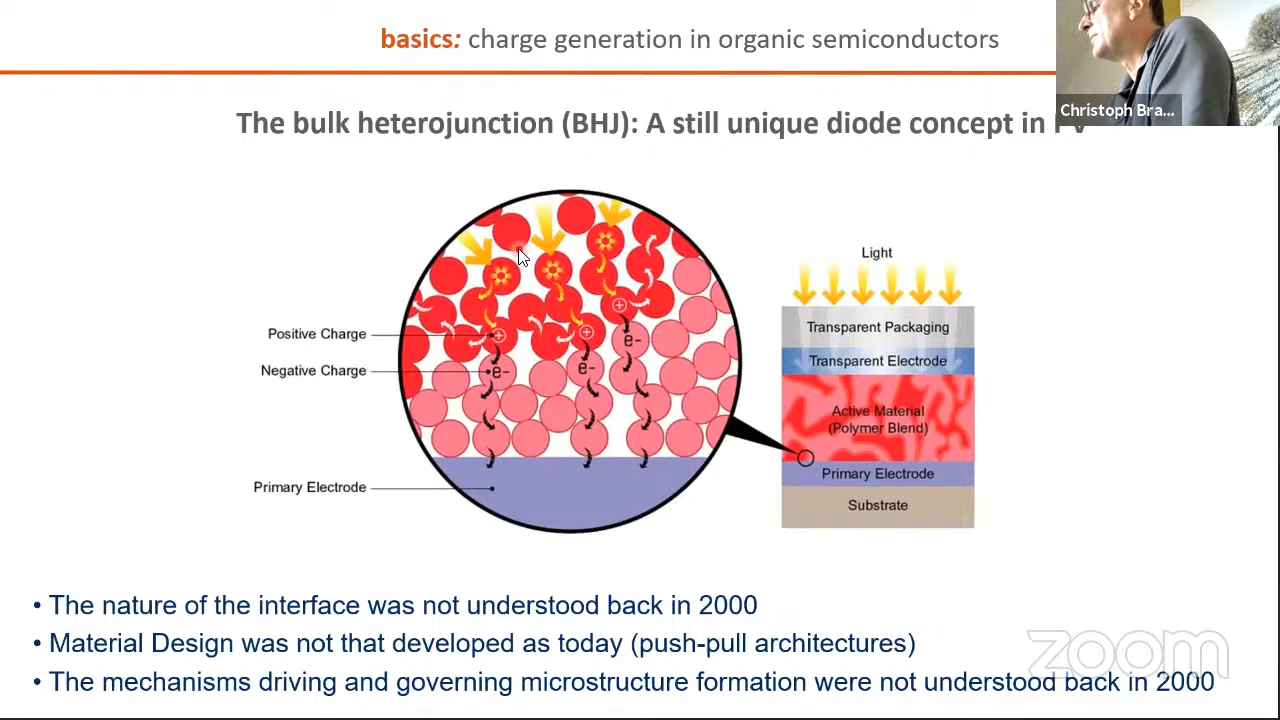 basics: charge generation in organic semiconductors
Christoph Bra...
The bulk heterojunction (BHJ): A still unique diode concept in PV
Light
Transparent Packaging
Positive Charge
Transparent Electrode
Negative Charge
Active Material
(Polymer Blend)
Primary Electrode
Primary Electrode
Substrate
+
+
+
e-
e-
e-
• The nature of the interface was not understood back in 2000
• Material Design was not that developed as today (push-pull architectures)
• The mechanisms driving and governing microstructure formation were not understood back in 2000
zoom